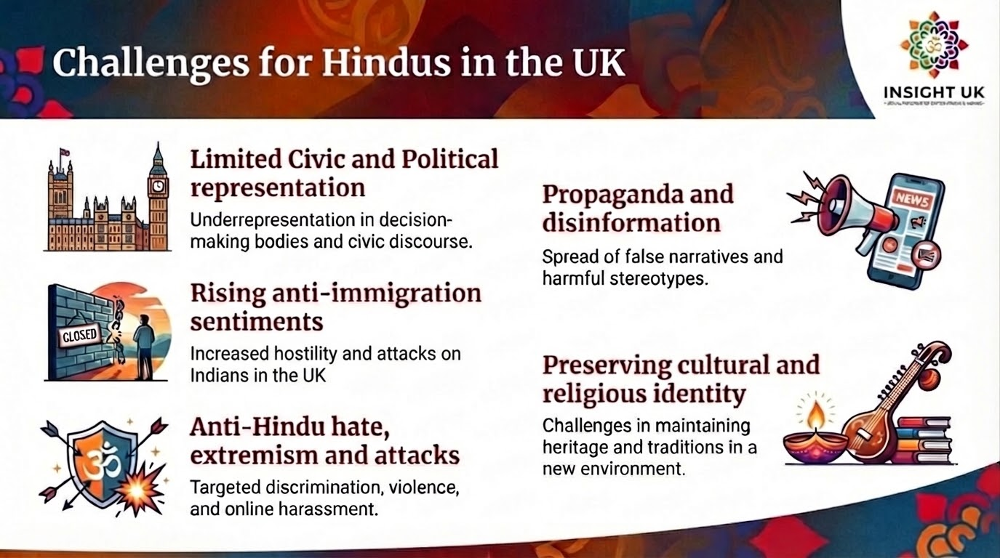 Challenges for Hindus in the UK
INSIGHT UK
Limited Civic and Political
representation
Underrepresentation in decision-
making bodies and civic discourse.
Rising anti-immigration
sentiments
Increased hostility and attacks on
Indians in the UK
CLOSED
Anti-Hindu hate,
extremism and attacks
Targeted discrimination, violence,
and online harassment.
ॐ
Propaganda and
disinformation
Spread of false narratives and
harmful stereotypes.
NEWS
Preserving cultural and
religious identity
Challenges in maintaining
heritage and traditions in a
new environment.